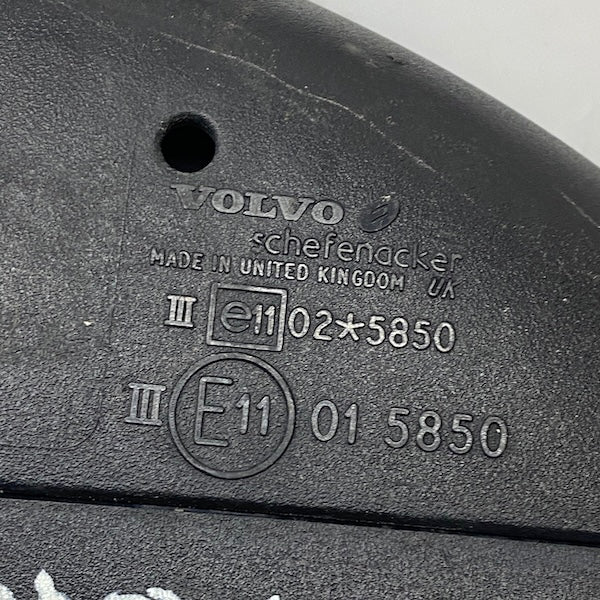 VOLVO
schefenacker
MADE IN UNITED KINGDOM UK
III e11 02*5850
III E11 01 5850